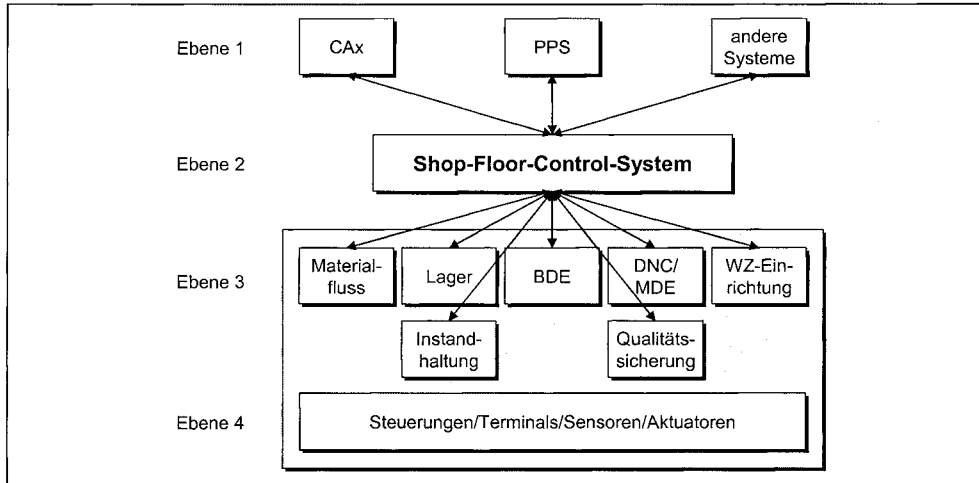 Ebene 1
CAx
PPS
andere
Systeme
Ebene 2
Shop-Floor-Control-System
Ebene 3
Material-
fluss
Lager
BDE
DNC/
MDE
WZ-Ein-
richtung
Instand-
haltung
Qualitäts-
sicherung
Ebene 4
Steuerungen/Terminals/Sensoren/Aktuatoren